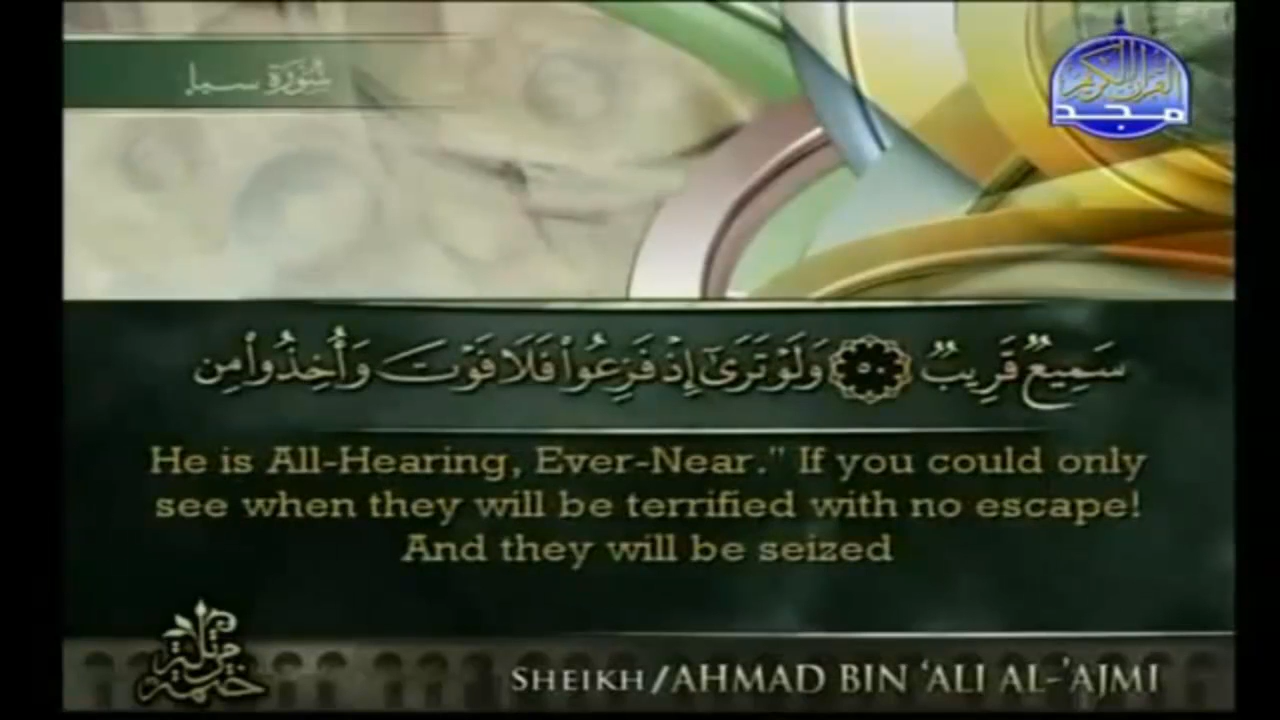 سُورَة سبإ
القرآن الكريم
مجد
سَمِيعٌ قَرِيبٌ ٥٠ وَلَوْ تَرَىٰٓ إِذْ فَزِعُوا۟ فَلَا فَوْتَ وَأُخِذُوا۟ مِن
He is All-Hearing, Ever-Near." If you could only
see when they will be terrified with no escape!
And they will be seized
ختمة مرتلة
SHEIKH/AHMAD BIN ‘ALI AL-’AJMI